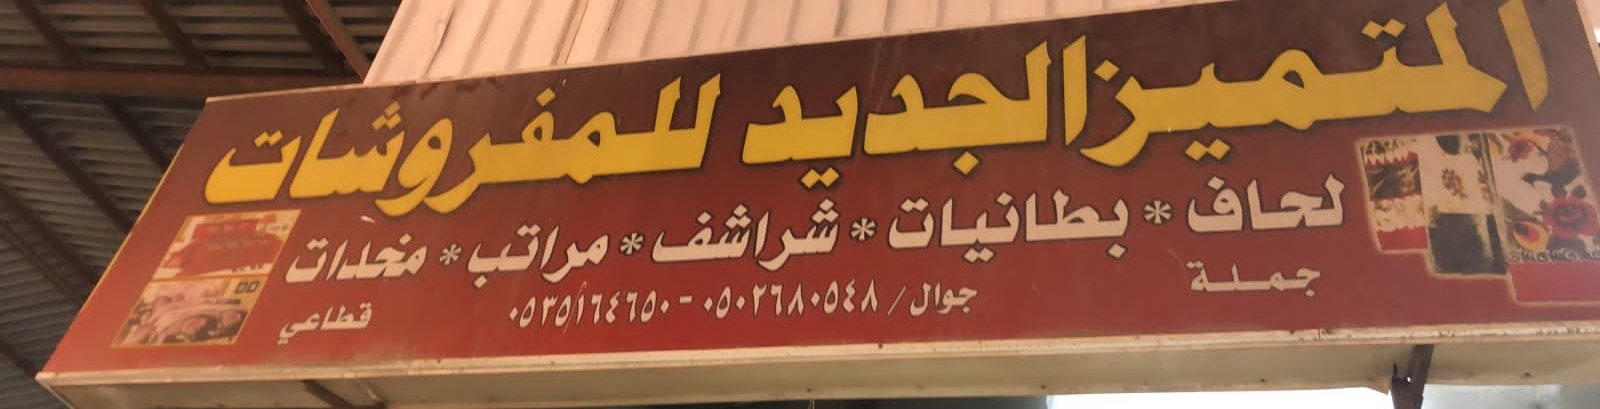 المتميز الجديد للمفروشات
لحاف * بطانيات * شراشف * مراتب * مخدات
جملة
جوال / ٠٥٠٢٦٨٠٥٤٨ - ٠٥٣٥١٦٤٦٥٠
قطاعي